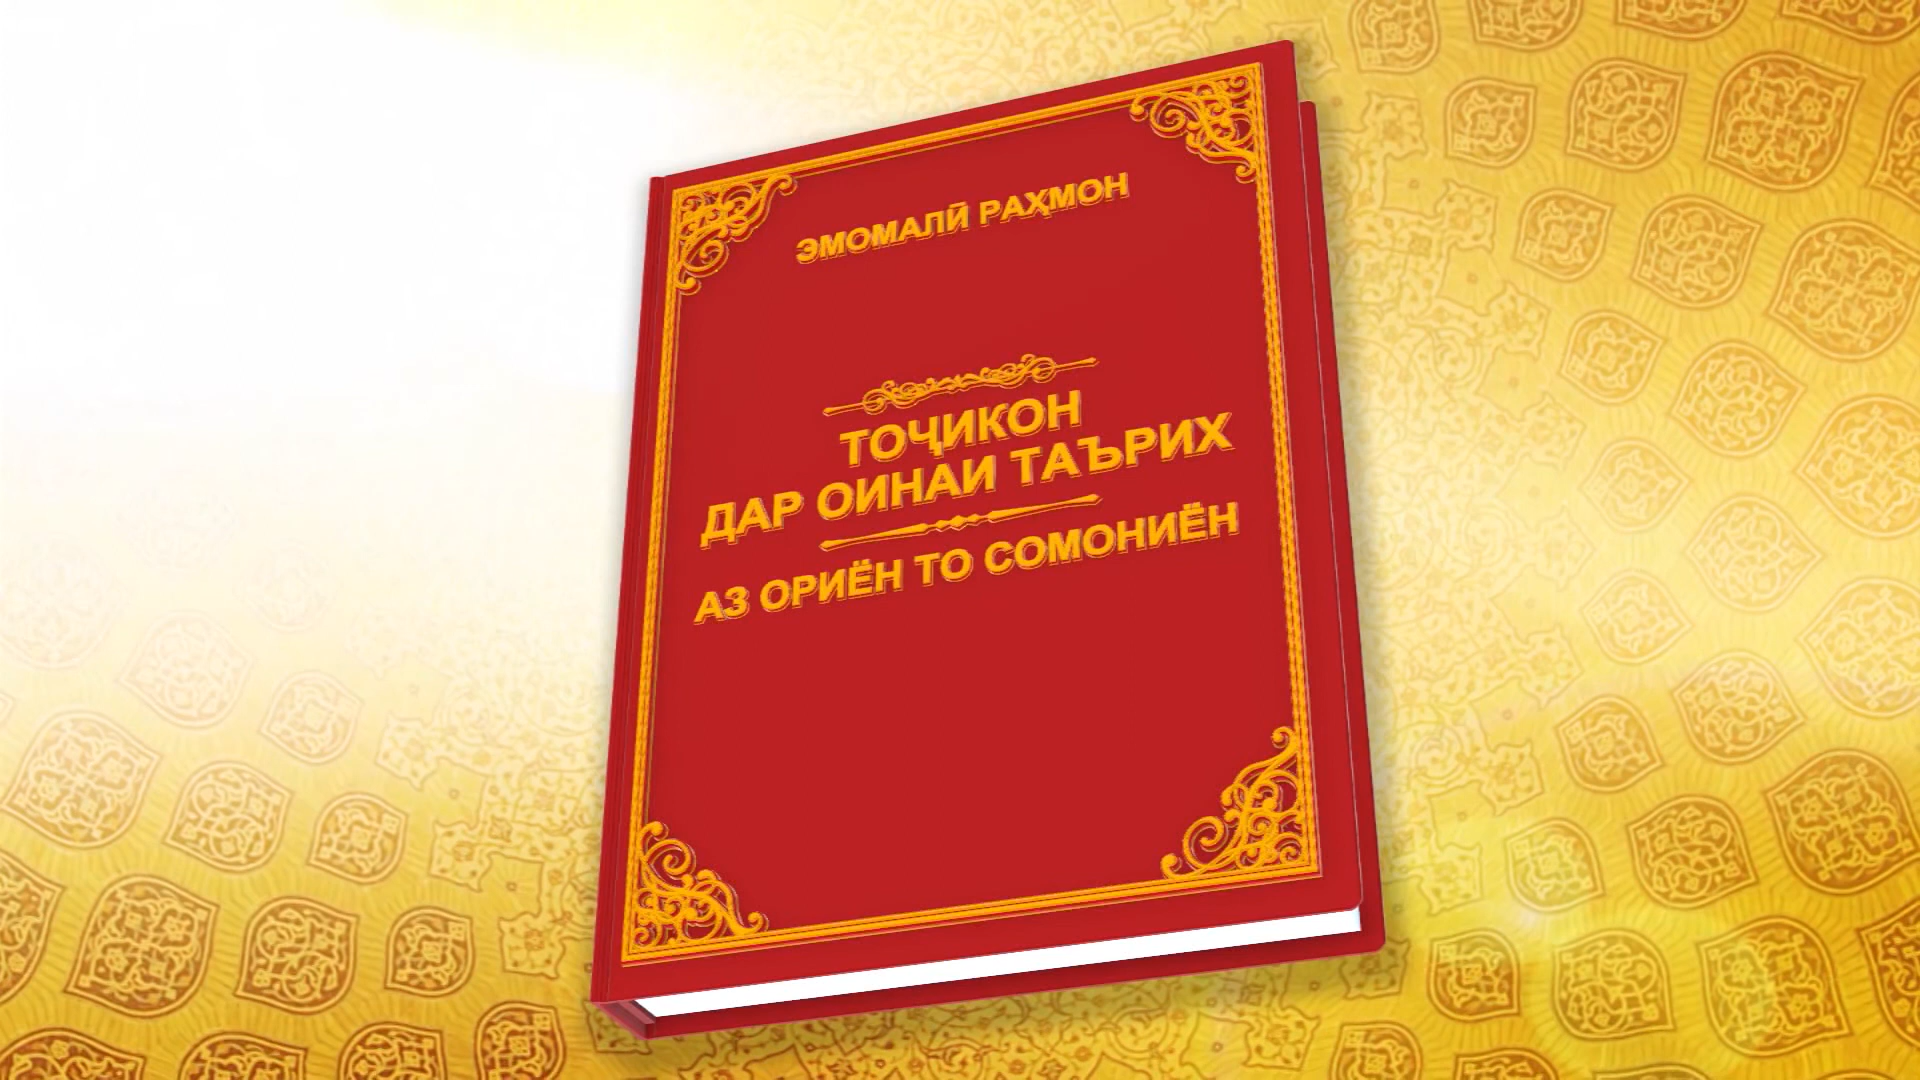 ЭМОМАЛӢ РАҲМОН
ТОҶИКОН
ДАР ОИНАИ ТАЪРИХ
АЗ ОРИЁН ТО СОМОНИЁН